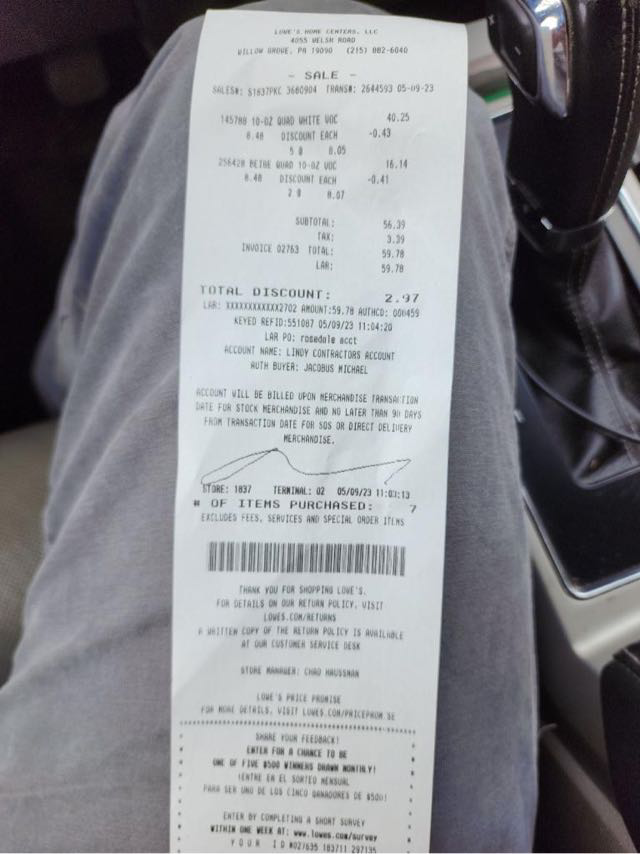 LOWE'S HOME CENTERS, LLC
4055 WELSH ROAD
WILLOW GROVE, PA 19090 (215) 882-6040
- SALE -
SALES#: S1837PKC 3680904 TRANS#: 2644593 05-09-23
145788 10-OZ QUAD WHITE VOC 40.25
8.48 DISCOUNT EACH -0.43
5 @ 8.05
256428 BEIGE QUAD 10-OZ VOC 16.14
8.48 DISCOUNT EACH -0.41
2 @ 8.07
SUBTOTAL: 56.39
TAX: 3.39
INVOICE 02763 TOTAL: 59.78
LAR: 59.78
TOTAL DISCOUNT: 2.97
LAR: XXXXXXXXXXXX2702 AMOUNT:59.78 AUTHCD: 000459
KEYED REFID:551087 05/09/23 11:04:20
LAR PO: rosedale acct
ACCOUNT NAME: LINDY CONTRACTORS ACCOUNT
AUTH BUYER: JACOBUS MICHAEL
ACCOUNT WILL BE BILLED UPON MERCHANDISE TRANSACTION
DATE FOR STOCK MERCHANDISE AND NO LATER THAN 90 DAYS
FROM TRANSACTION DATE FOR SOS OR DIRECT DELIVERY
MERCHANDISE.
STORE: 1837 TERMINAL: 02 05/09/23 11:03:13
# OF ITEMS PURCHASED: 7
EXCLUDES FEES, SERVICES AND SPECIAL ORDER ITEMS
THANK YOU FOR SHOPPING LOWE'S.
FOR DETAILS ON OUR RETURN POLICY, VISIT
LOWES.COM/RETURNS
A WRITTEN COPY OF THE RETURN POLICY IS AVAILABLE
AT OUR CUSTOMER SERVICE DESK
STORE MANAGER: CHAD HAUSSMAN
LOWE'S PRICE PROMISE
FOR MORE DETAILS, VISIT LOWES.COM/PRICEPROMISE
SHARE YOUR FEEDBACK!
ENTER FOR A CHANCE TO BE
ONE OF FIVE $500 WINNERS DRAWN MONTHLY!
¡ENTRE EN EL SORTEO MENSUAL
PARA SER UNO DE LOS CINCO GANADORES DE $500!
ENTER BY COMPLETING A SHORT SURVEY
WITHIN ONE WEEK AT: www.lowes.com/survey
YOUR ID #027635 183711 297135